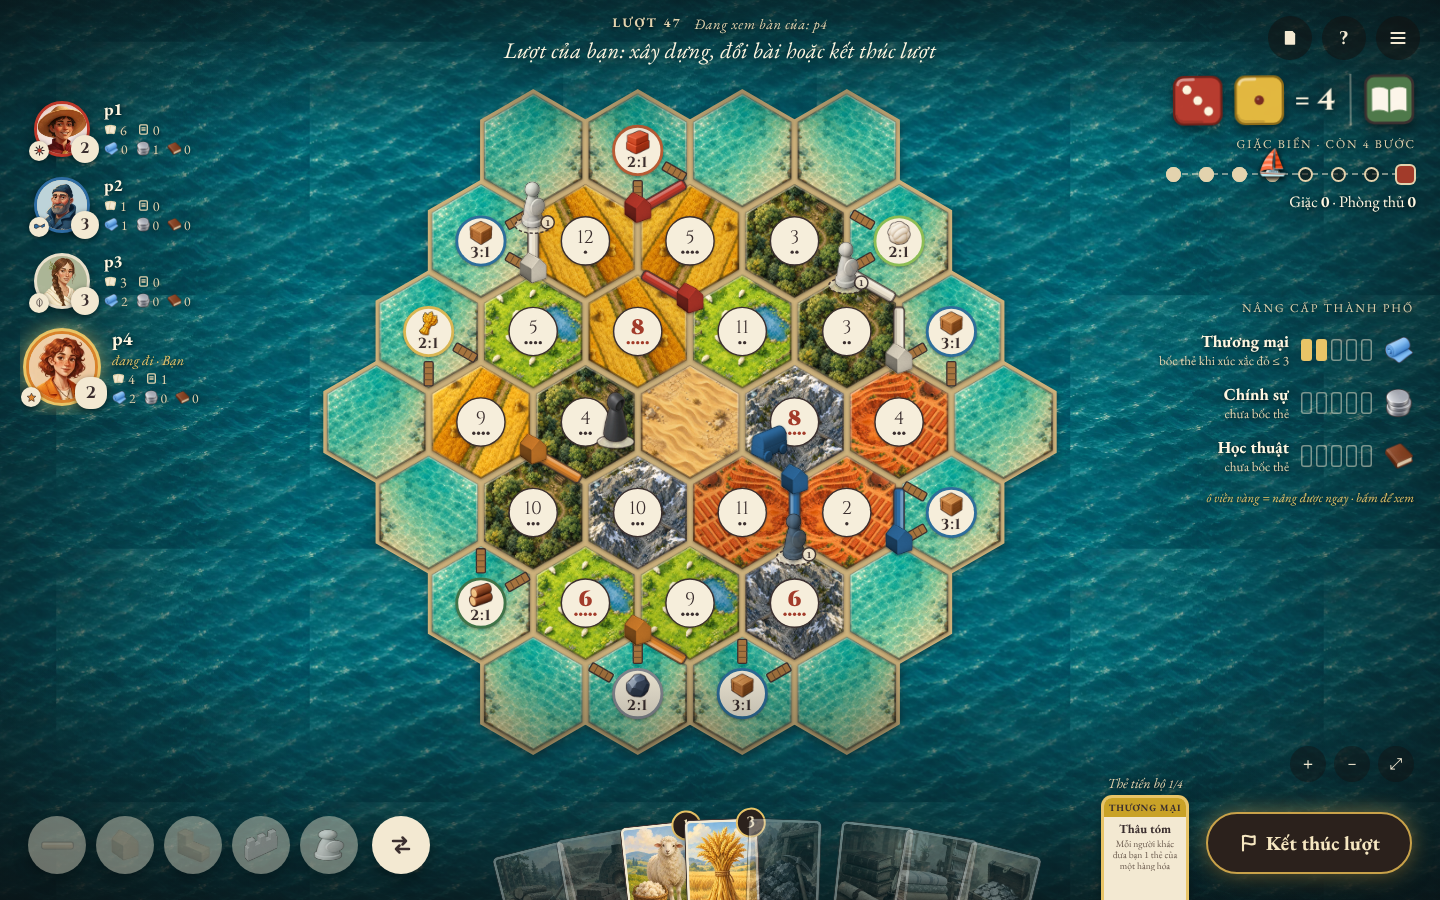 LƯỢT 47 Đang xem bàn của: p4
Lượt của bạn: xây dựng, đổi bài hoặc kết thúc lượt
?
p1
6 0
2
0 1 0
p2
1 0
3
1 0 0
p3
3 0
3
2 0 0
p4
đang đi · Bạn
4 1
2
2 0 0
= 4
GIẶC BIỂN · CÒN 4 BƯỚC
Giặc 0 · Phòng thủ 0
NÂNG CẤP THÀNH PHỐ
Thương mại
bốc thẻ khi xúc xắc đỏ ≤ 3
Chính sự
chưa bốc thẻ
Học thuật
chưa bốc thẻ
ô viền vàng = nâng được ngay · bấm để xem
2:1
3:1
1
12
5
3
2:1
1
2:1
5
8
11
3
3:1
9
4
8
4
10
10
11
2
3:1
1
2:1
6
9
6
2:1
3:1
+ −
3
Thẻ tiến bộ 1/4
THƯƠNG MẠI
Thâu tóm
Mỗi người khác
đưa bạn 1 thẻ của
một hàng hóa
Kết thúc lượt